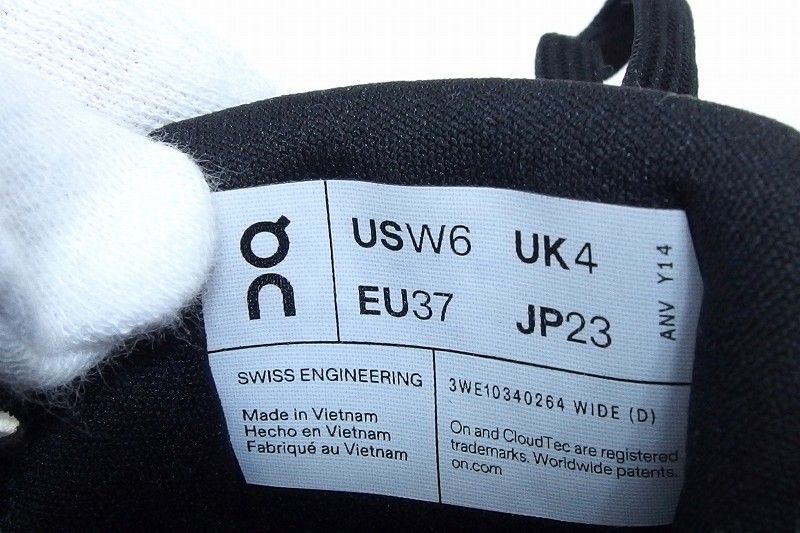 on
USW6 UK4
EU37 JP23
ANV Y14
SWISS ENGINEERING
Made in Vietnam
Hecho en Vietnam
Fabriqué au Vietnam
3WE10340264 WIDE (D)
On and CloudTec are registered
trademarks. Worldwide patents.
on.com